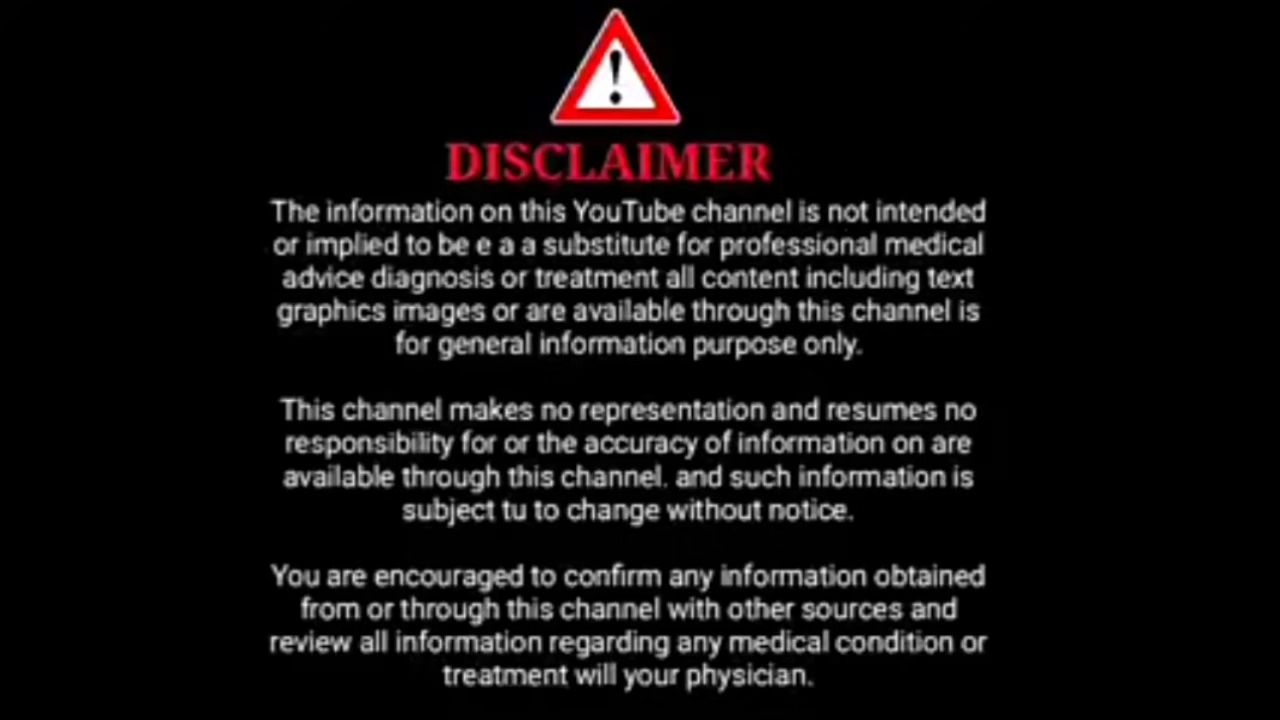 DISCLAIMER
The information on this YouTube channel is not intended
or implied to be e a a substitute for professional medical
advice diagnosis or treatment all content including text
graphics images or are available through this channel is
for general information purpose only.
This channel makes no representation and resumes no
responsibility for or the accuracy of information on are
available through this channel. and such information is
subject tu to change without notice.
You are encouraged to confirm any information obtained
from or through this channel with other sources and
review all information regarding any medical condition or
treatment will your physician.